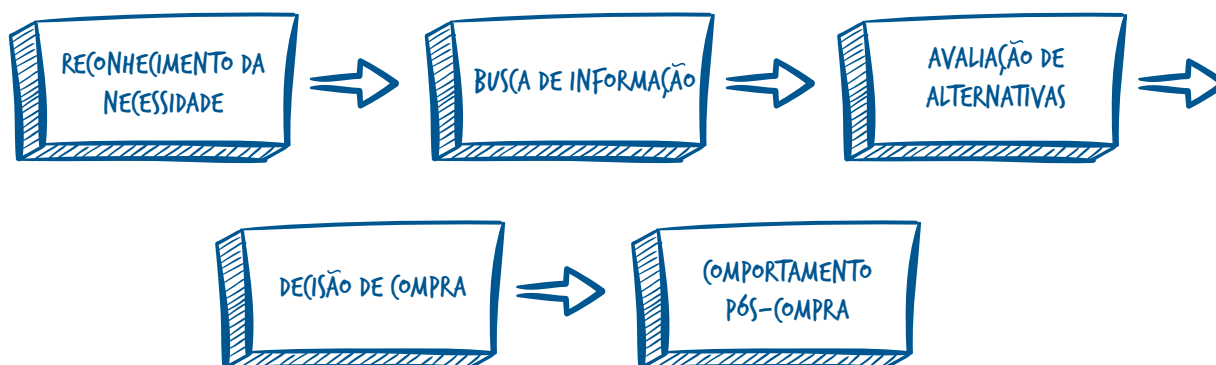 RECONHECIMENTO DA
NECESSIDADE
BUSCA DE INFORMAÇÃO
AVALIAÇÃO DE
ALTERNATIVAS
DECISÃO DE COMPRA
COMPORTAMENTO
PÓS-COMPRA